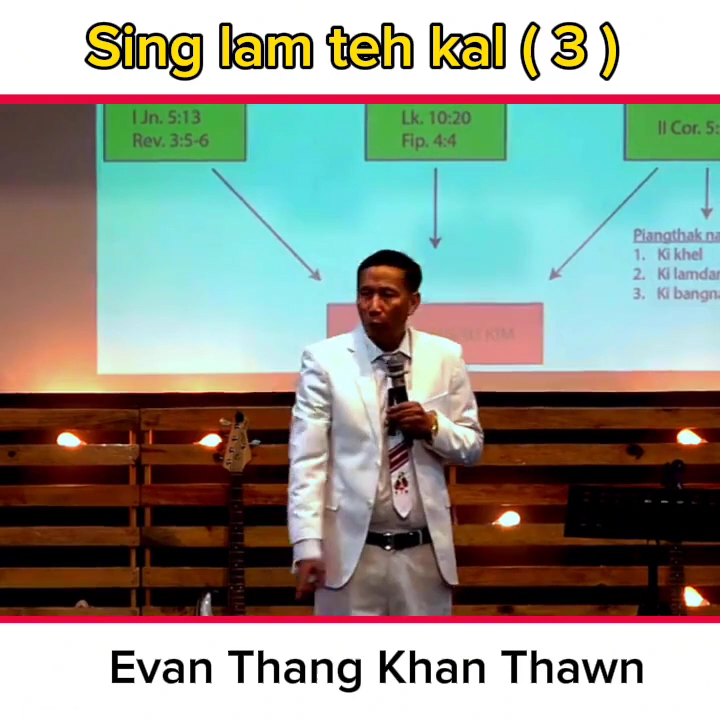 Sing lam teh kal ( 3 )
I Jn. 5:13
Rev. 3:5-6
Lk. 10:20
Fip. 4:4
II Cor. 5:
Piangthak na
1. Ki khel
2. Ki lamdan
3. Ki bangna
Evan Thang Khan Thawn